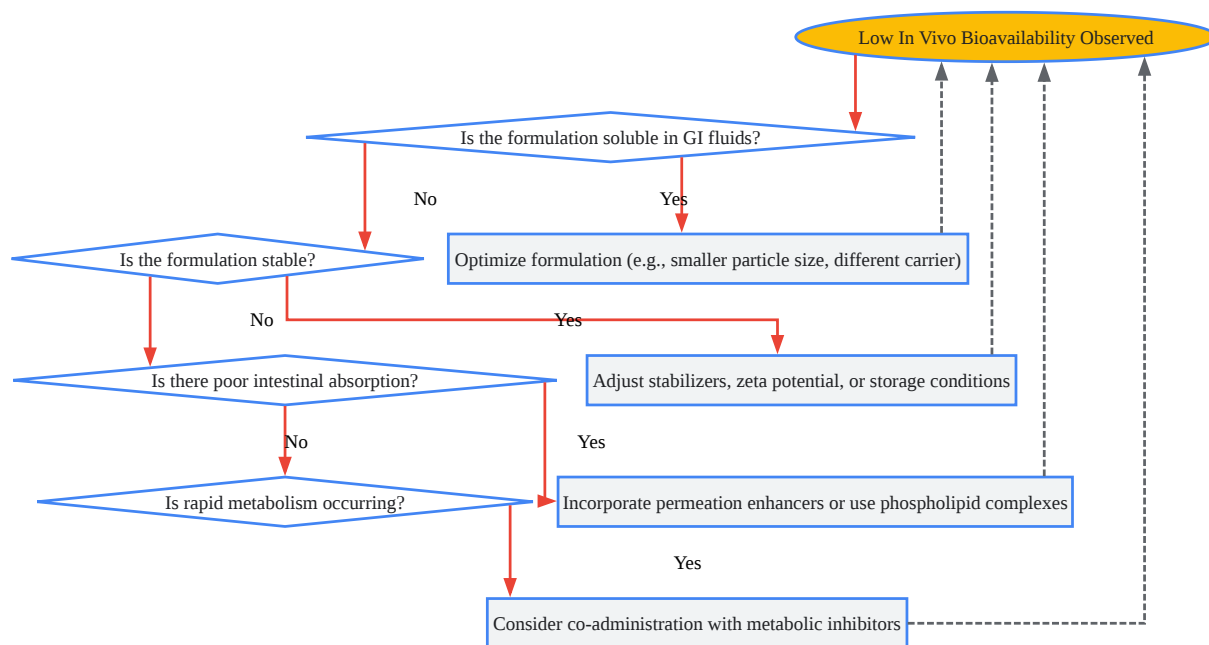 Low In Vivo Bioavailability Observed
Is the formulation soluble in GI fluids?
No
Yes
Is the formulation stable?
Optimize formulation (e.g., smaller particle size, different carrier)
No
Yes
Is there poor intestinal absorption?
Adjust stabilizers, zeta potential, or storage conditions
No
Yes
Is rapid metabolism occurring?
Incorporate permeation enhancers or use phospholipid complexes
Yes
Consider co-administration with metabolic inhibitors